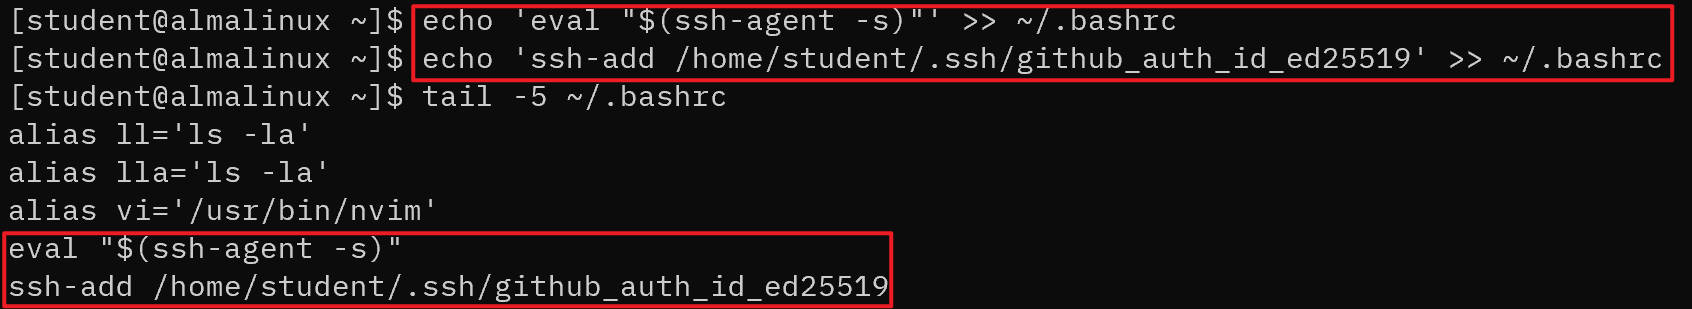 [student@almalinux ~]$ echo 'eval "$(ssh-agent -s)"' >> ~/.bashrc
[student@almalinux ~]$ echo 'ssh-add /home/student/.ssh/github_auth_id_ed25519' >> ~/.bashrc
[student@almalinux ~]$ tail -5 ~/.bashrc
alias ll='ls -la'
alias lla='ls -la'
alias vi='/usr/bin/nvim'
eval "$(ssh-agent -s)"
ssh-add /home/student/.ssh/github_auth_id_ed25519